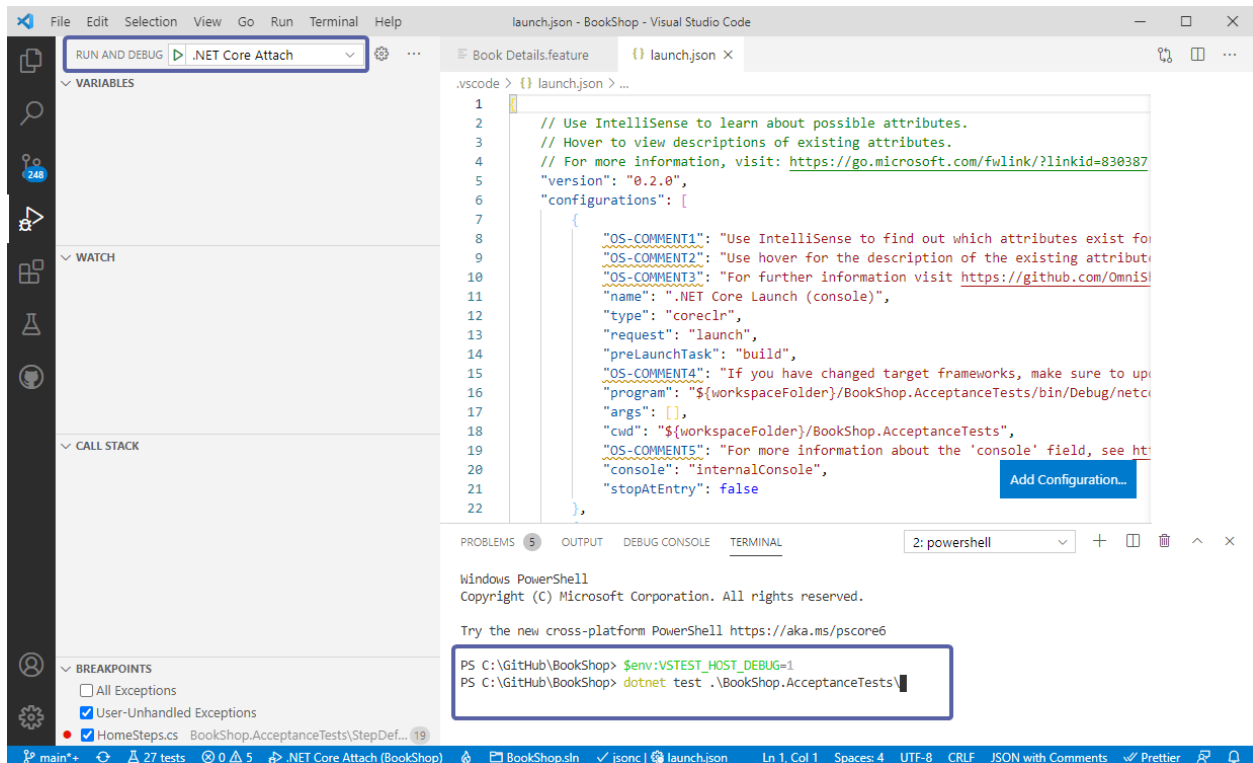 File Edit Selection View Go Run Terminal Help launch.json - BookShop - Visual Studio Code
RUN AND DEBUG .NET Core Attach
VARIABLES
WATCH
CALL STACK
BREAKPOINTS
All Exceptions
User-Unhandled Exceptions
HomeSteps.cs BookShop.AcceptanceTests\StepDef... 19
248
Book Details.feature {} launch.json
.vscode > {} launch.json > ...
1 {
2 // Use IntelliSense to learn about possible attributes.
3 // Hover to view descriptions of existing attributes.
4 // For more information, visit: https://go.microsoft.com/fwlink/?linkid=830387
5 "version": "0.2.0",
6 "configurations": [
7 {
8 "OS-COMMENT1": "Use IntelliSense to find out which attributes exist for
9 "OS-COMMENT2": "Use hover for the description of the existing attribute
10 "OS-COMMENT3": "For further information visit https://github.com/OmniSh
11 "name": ".NET Core Launch (console)",
12 "type": "coreclr",
13 "request": "launch",
14 "preLaunchTask": "build",
15 "OS-COMMENT4": "If you have changed target frameworks, make sure to up
16 "program": "${workspaceFolder}/BookShop.AcceptanceTests/bin/Debug/netc
17 "args": [],
18 "cwd": "${workspaceFolder}/BookShop.AcceptanceTests",
19 "OS-COMMENT5": "For more information about the 'console' field, see ht
20 "console": "internalConsole",
21 "stopAtEntry": false
22 },
Add Configuration...
PROBLEMS 5 OUTPUT DEBUG CONSOLE TERMINAL 2: powershell
Windows PowerShell
Copyright (C) Microsoft Corporation. All rights reserved.
Try the new cross-platform PowerShell https://aka.ms/pscore6
PS C:\GitHub\BookShop> $env:VSTEST_HOST_DEBUG=1
PS C:\GitHub\BookShop> dotnet test .\BookShop.AcceptanceTests\
main*+ 27 tests 0 5 .NET Core Attach (BookShop) BookShop.sln jsonc | launch.json Ln 1, Col 1 Spaces: 4 UTF-8 CRLF JSON with Comments Prettier